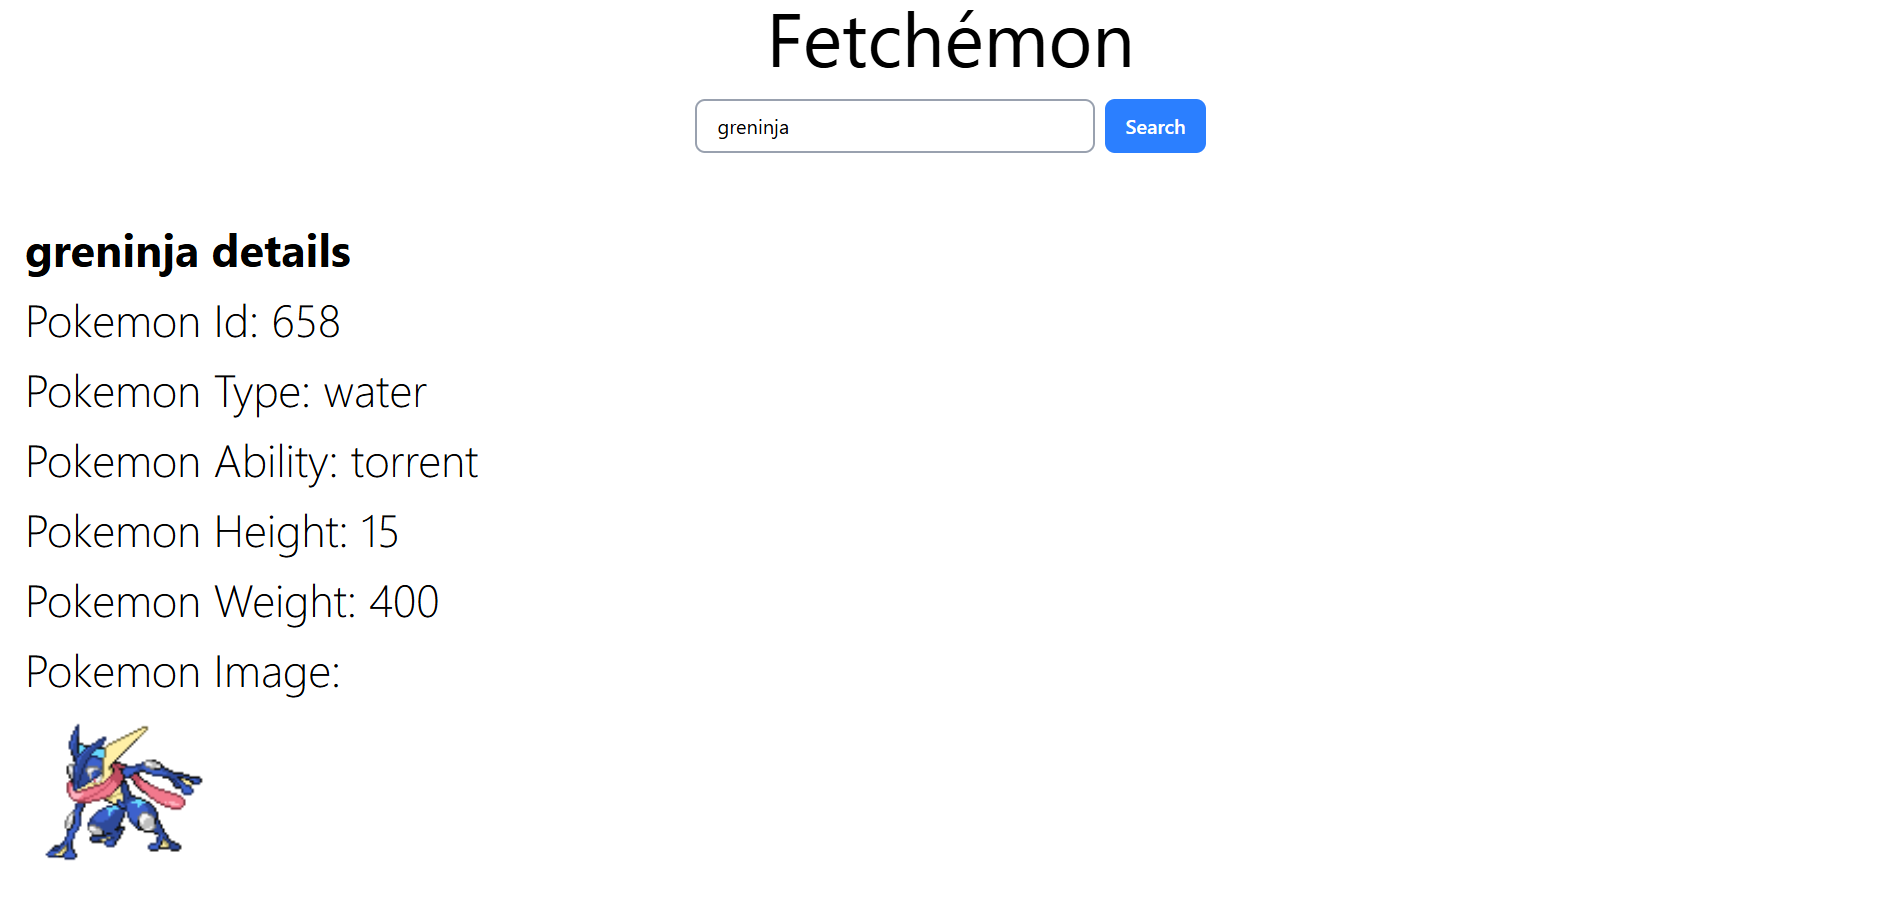 Fetchémon
greninja
Search
greninja details
Pokemon Id: 658
Pokemon Type: water
Pokemon Ability: torrent
Pokemon Height: 15
Pokemon Weight: 400
Pokemon Image: